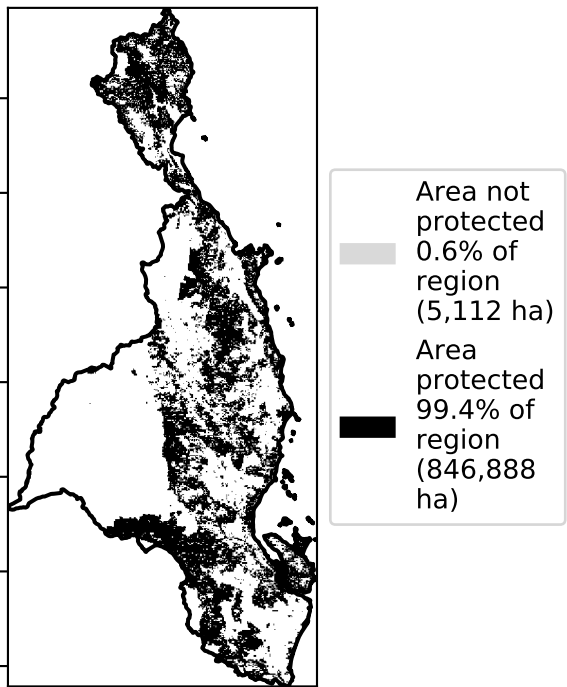 Area not
protected
0.6% of
region
(5,112 ha)
Area
protected
99.4% of
region
(846,888
ha)